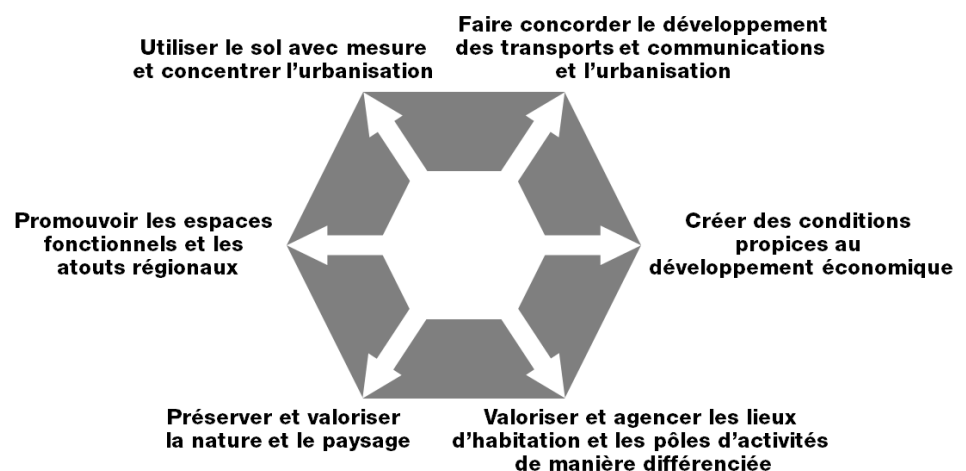 Utiliser le sol avec mesure
et concentrer l'urbanisation
Faire concorder le développement
des transports et communications
et l'urbanisation
Promouvoir les espaces
fonctionnels et les
atouts régionaux
Créer des conditions
propices au
développement économique
Préserver et valoriser
la nature et le paysage
Valoriser et agencer les lieux
d'habitation et les pôles d'activités
de manière différenciée